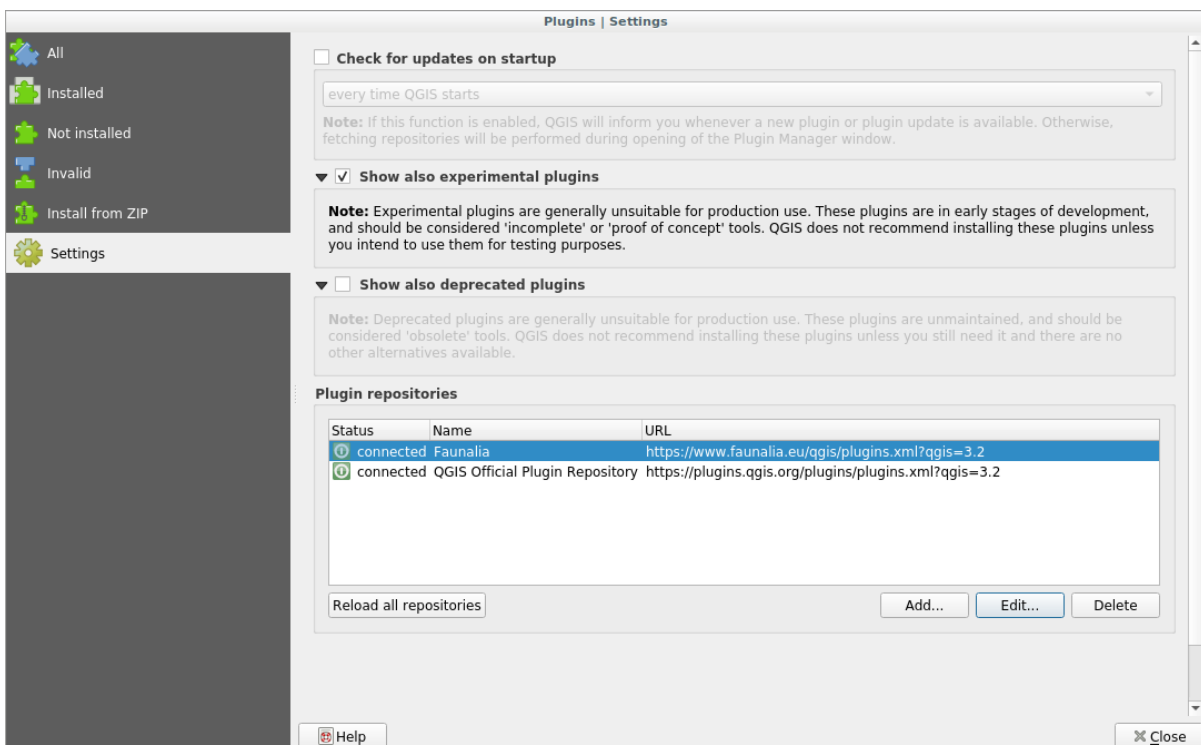 Plugins | Settings
All
Installed
Not installed
Invalid
Install from ZIP
Settings
Check for updates on startup
every time QGIS starts
Note: If this function is enabled, QGIS will inform you whenever a new plugin or plugin update is available. Otherwise,
fetching repositories will be performed during opening of the Plugin Manager window.
Show also experimental plugins
Note: Experimental plugins are generally unsuitable for production use. These plugins are in early stages of development,
and should be considered 'incomplete' or 'proof of concept' tools. QGIS does not recommend installing these plugins unless
you intend to use them for testing purposes.
Show also deprecated plugins
Note: Deprecated plugins are generally unsuitable for production use. These plugins are unmaintained, and should be
considered 'obsolete' tools. QGIS does not recommend installing these plugins unless you still need it and there are no
other alternatives available.
Plugin repositories
Status Name URL
connected Faunalia https://www.faunalia.eu/qgis/plugins.xml?qgis=3.2
connected QGIS Official Plugin Repository https://plugins.qgis.org/plugins/plugins.xml?qgis=3.2
Reload all repositories Add... Edit... Delete
Help Close